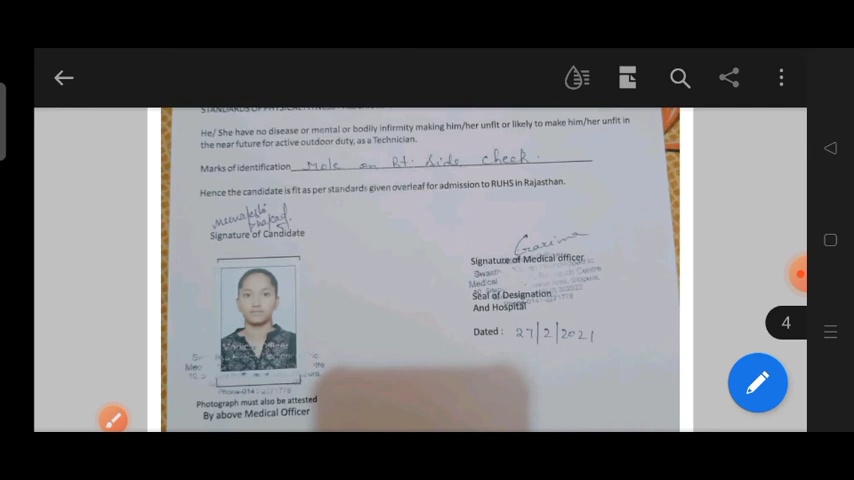 He/ She have no disease or mental or bodily infirmity making him/her unfit or likely to make him/her unfit in
the near future for active outdoor duty, as a Technician.
Marks of identification Mole on Rt. Side cheek.
Hence the candidate is fit as per standards given overleaf for admission to RUHS in Rajasthan.
Signature of Candidate
Garima
Signature of Medical officer
Medical
Seal of Designation
And Hospital
Dated : 27/2/2021
Photograph must also be attested
By above Medical Officer
4